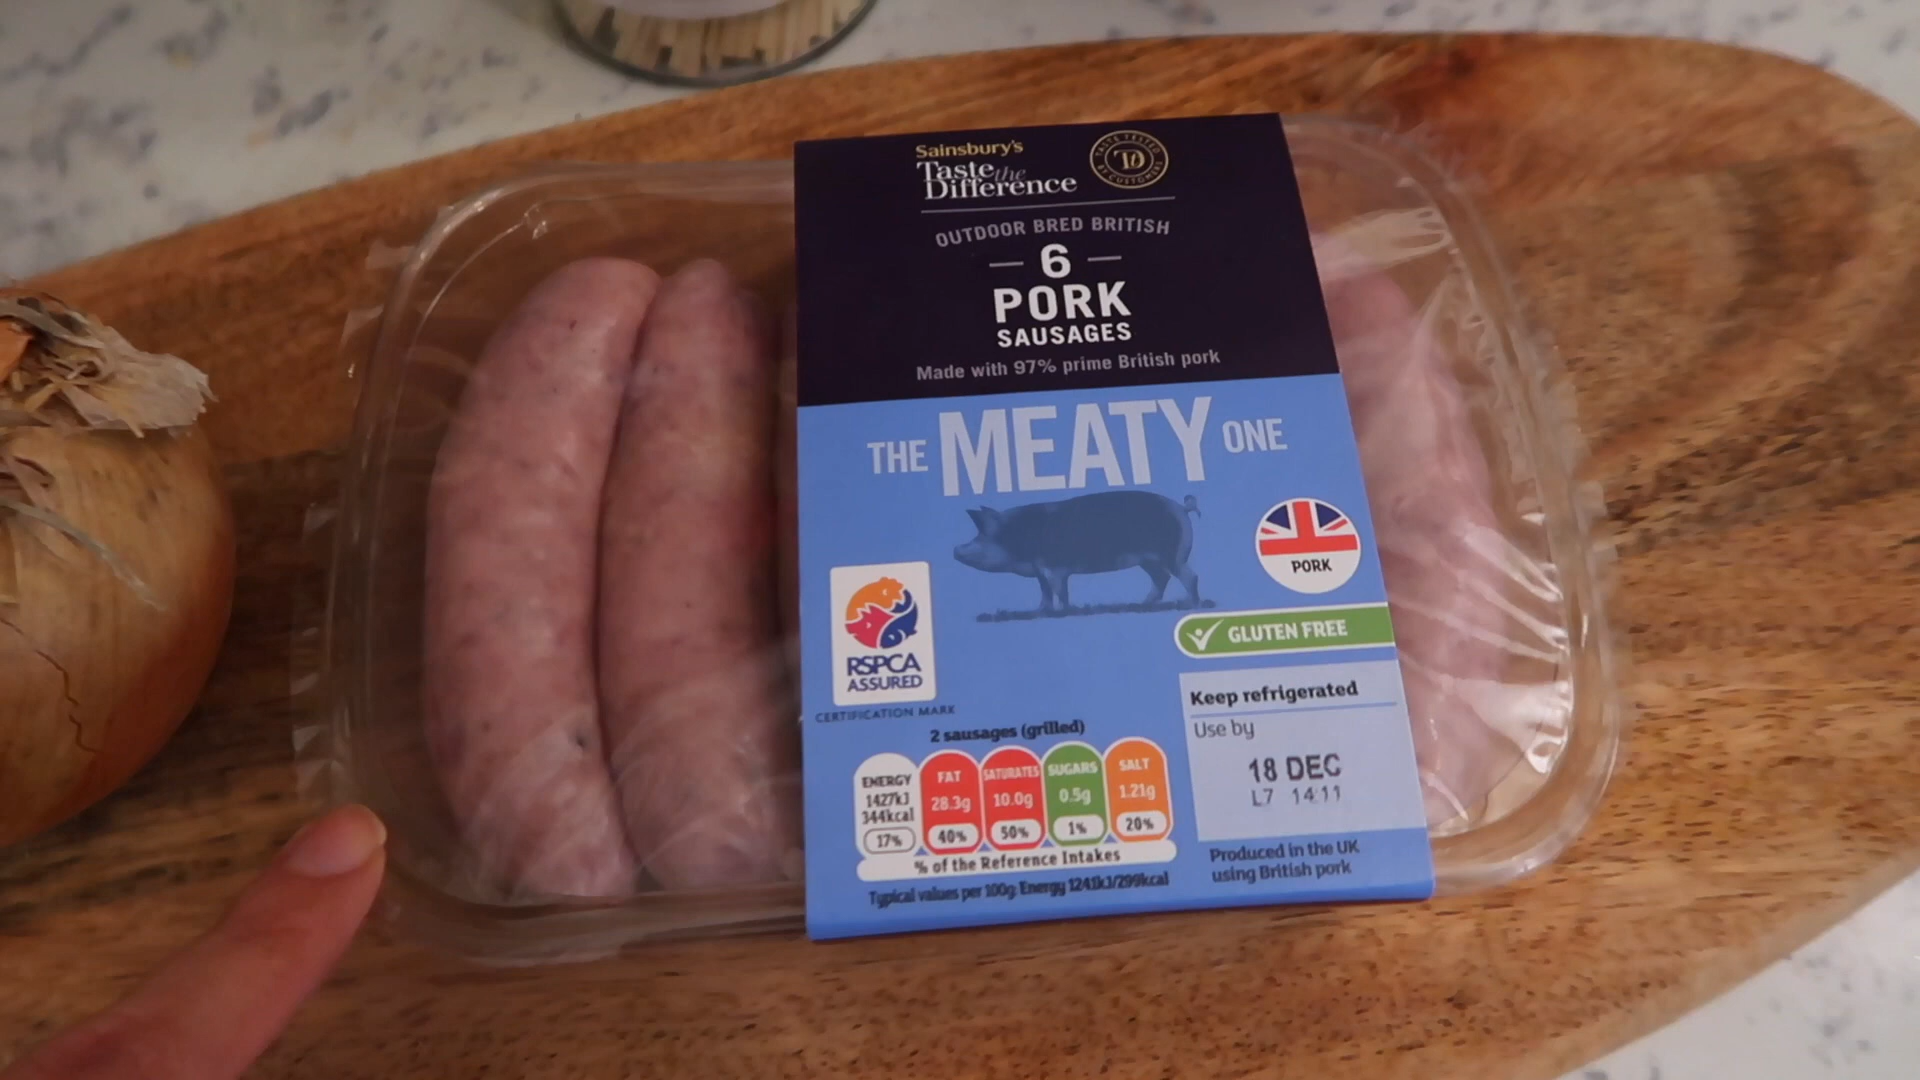 Sainsbury's
Taste the
Difference
TASTE TESTED
BY CUSTOMERS
TD
OUTDOOR BRED BRITISH
6
PORK
SAUSAGES
Made with 97% prime British pork
THE MEATY ONE
PORK
GLUTEN FREE
RSPCA
ASSURED
CERTIFICATION MARK
Keep refrigerated
Use by
18 DEC
L7 14:11
2 sausages (grilled)
ENERGY FAT SATURATES SUGARS SALT
1427kJ
344kcal 28.3g 10.0g 0.5g 1.21g
17% 40% 50% 1% 20%
% of the Reference Intakes
Typical values per 100g: Energy 1241kJ/299kcal
Produced in the UK
using British pork